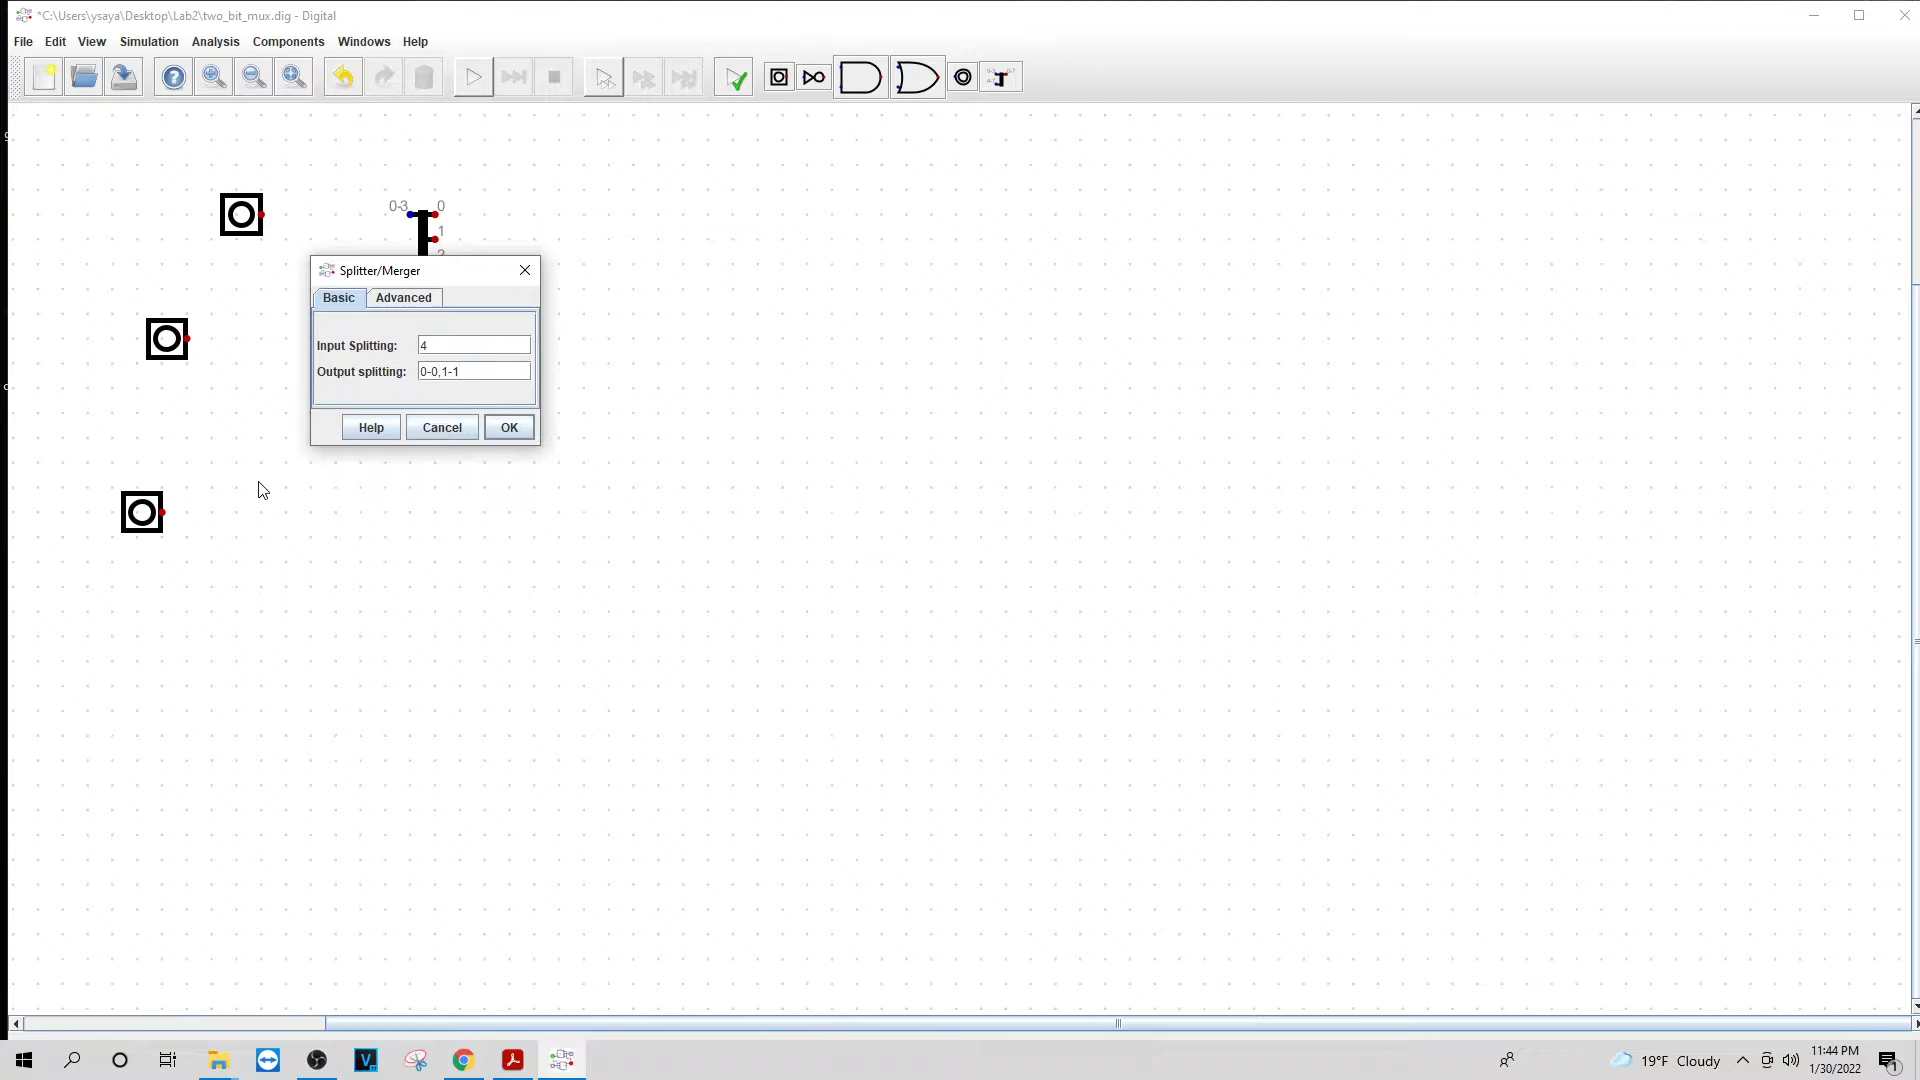 *C:\Users\ysaya\Desktop\Lab2\two_bit_mux.dig - Digital
File Edit View Simulation Analysis Components Windows Help
0-3 0
1
Splitter/Merger
Basic Advanced
Input Splitting: 4
Output splitting: 0-0,1-1
Help Cancel OK
19°F Cloudy
11:44 PM
1/30/2022
1